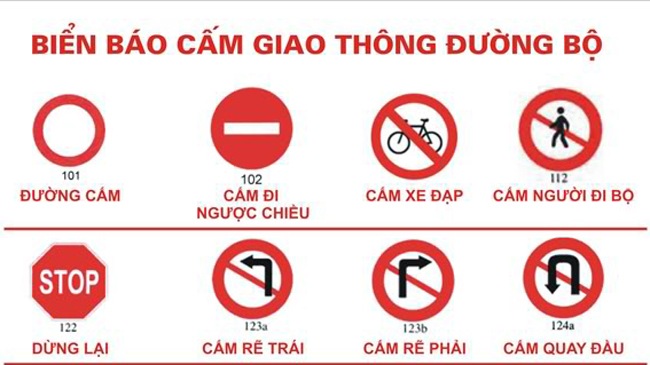 BIỂN BÁO CẤM GIAO THÔNG ĐƯỜNG BỘ
101
ĐƯỜNG CẤM
102
CẤM ĐI
NGƯỢC CHIỀU
CẤM XE ĐẠP
112
CẤM NGƯỜI ĐI BỘ
STOP
122
DỪNG LẠI
123a
CẤM RẼ TRÁI
123b
CẤM RẼ PHẢI
124a
CẤM QUAY ĐẦU